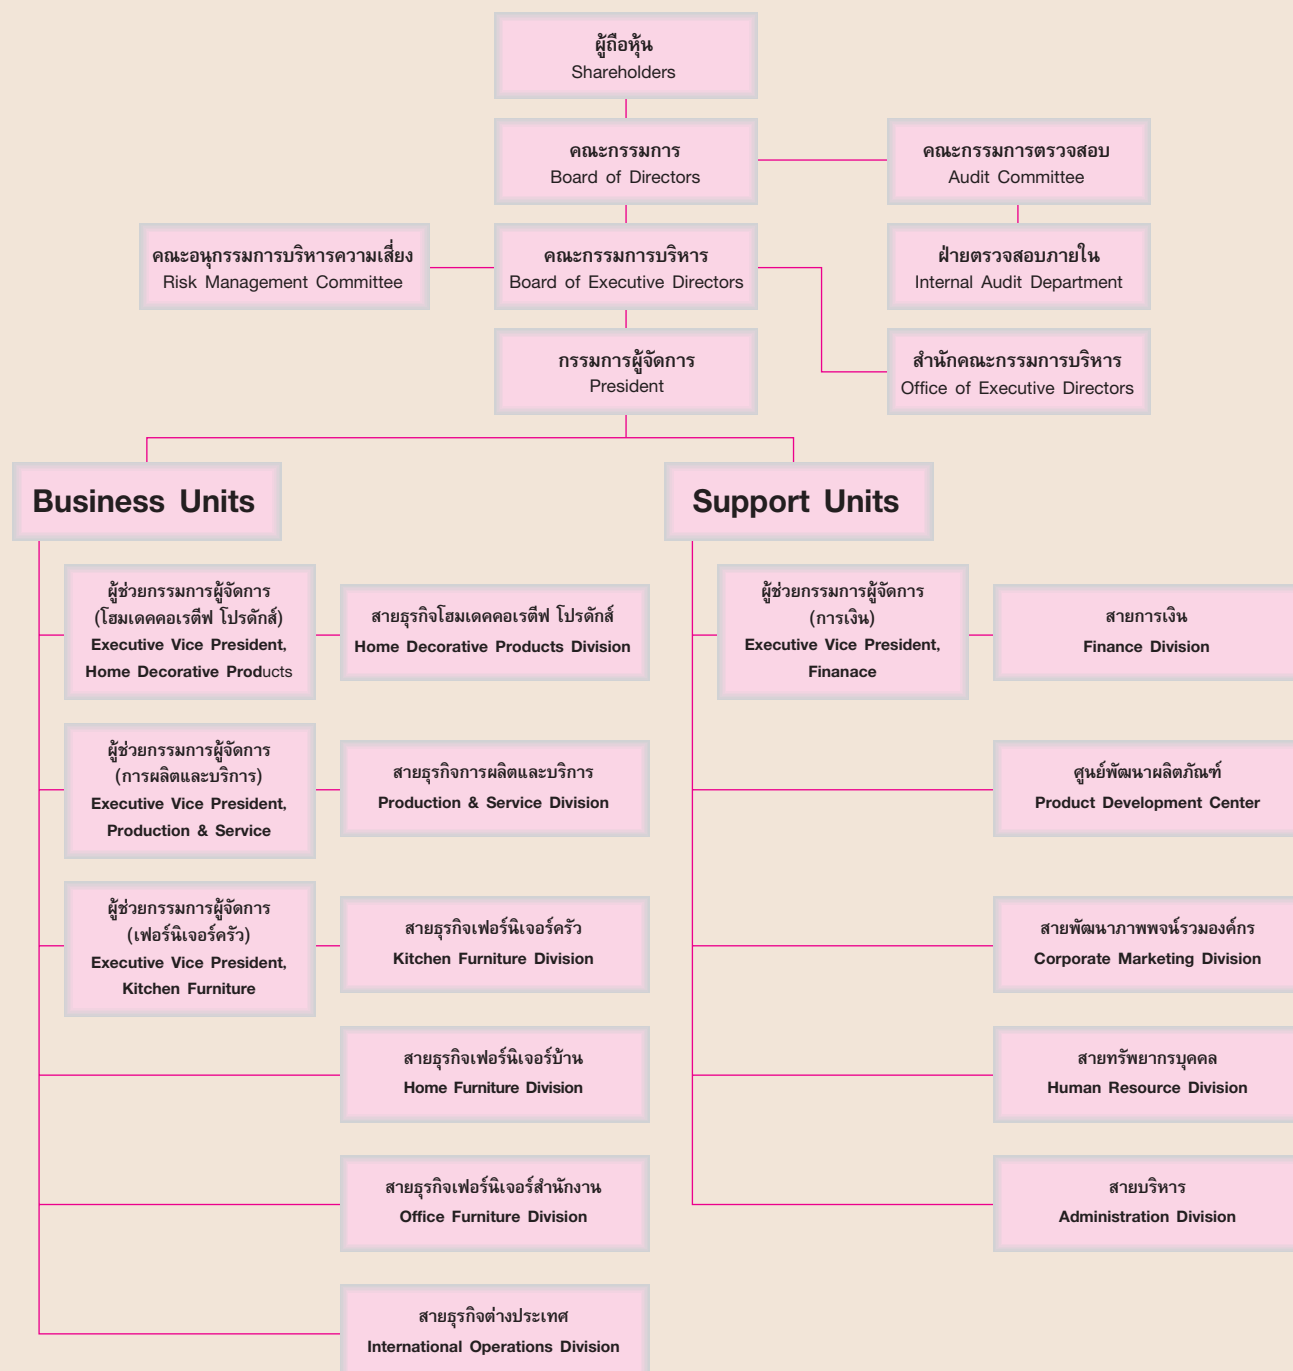 ผู้ถือหุ้น
Shareholders
คณะกรรมการ
Board of Directors
คณะกรรมการตรวจสอบ
Audit Committee
คณะอนุกรรมการบริหารความเสี่ยง
Risk Management Committee
คณะกรรมการบริหาร
Board of Executive Directors
ฝ่ายตรวจสอบภายใน
Internal Audit Department
กรรมการผู้จัดการ
President
สำนักคณะกรรมการบริหาร
Office of Executive Directors
Business Units
Support Units
ผู้ช่วยกรรมการผู้จัดการ
(โฮมเดคคอเรตีฟ โปรดักส์)
Executive Vice President,
Home Decorative Products
สายธุรกิจโฮมเดคคอเรตีฟ โปรดักส์
Home Decorative Products Division
ผู้ช่วยกรรมการผู้จัดการ
(การเงิน)
Executive Vice President,
Finanace
สายการเงิน
Finance Division
ผู้ช่วยกรรมการผู้จัดการ
(การผลิตและบริการ)
Executive Vice President,
Production & Service
สายธุรกิจการผลิตและบริการ
Production & Service Division
ศูนย์พัฒนาผลิตภัณฑ์
Product Development Center
ผู้ช่วยกรรมการผู้จัดการ
(เฟอร์นิเจอร์ครัว)
Executive Vice President,
Kitchen Furniture
สายธุรกิจเฟอร์นิเจอร์ครัว
Kitchen Furniture Division
สายพัฒนาภาพพจน์รวมองค์กร
Corporate Marketing Division
สายธุรกิจเฟอร์นิเจอร์บ้าน
Home Furniture Division
สายทรัพยากรบุคคล
Human Resource Division
สายธุรกิจเฟอร์นิเจอร์สำนักงาน
Office Furniture Division
สายบริหาร
Administration Division
สายธุรกิจต่างประเทศ
International Operations Division